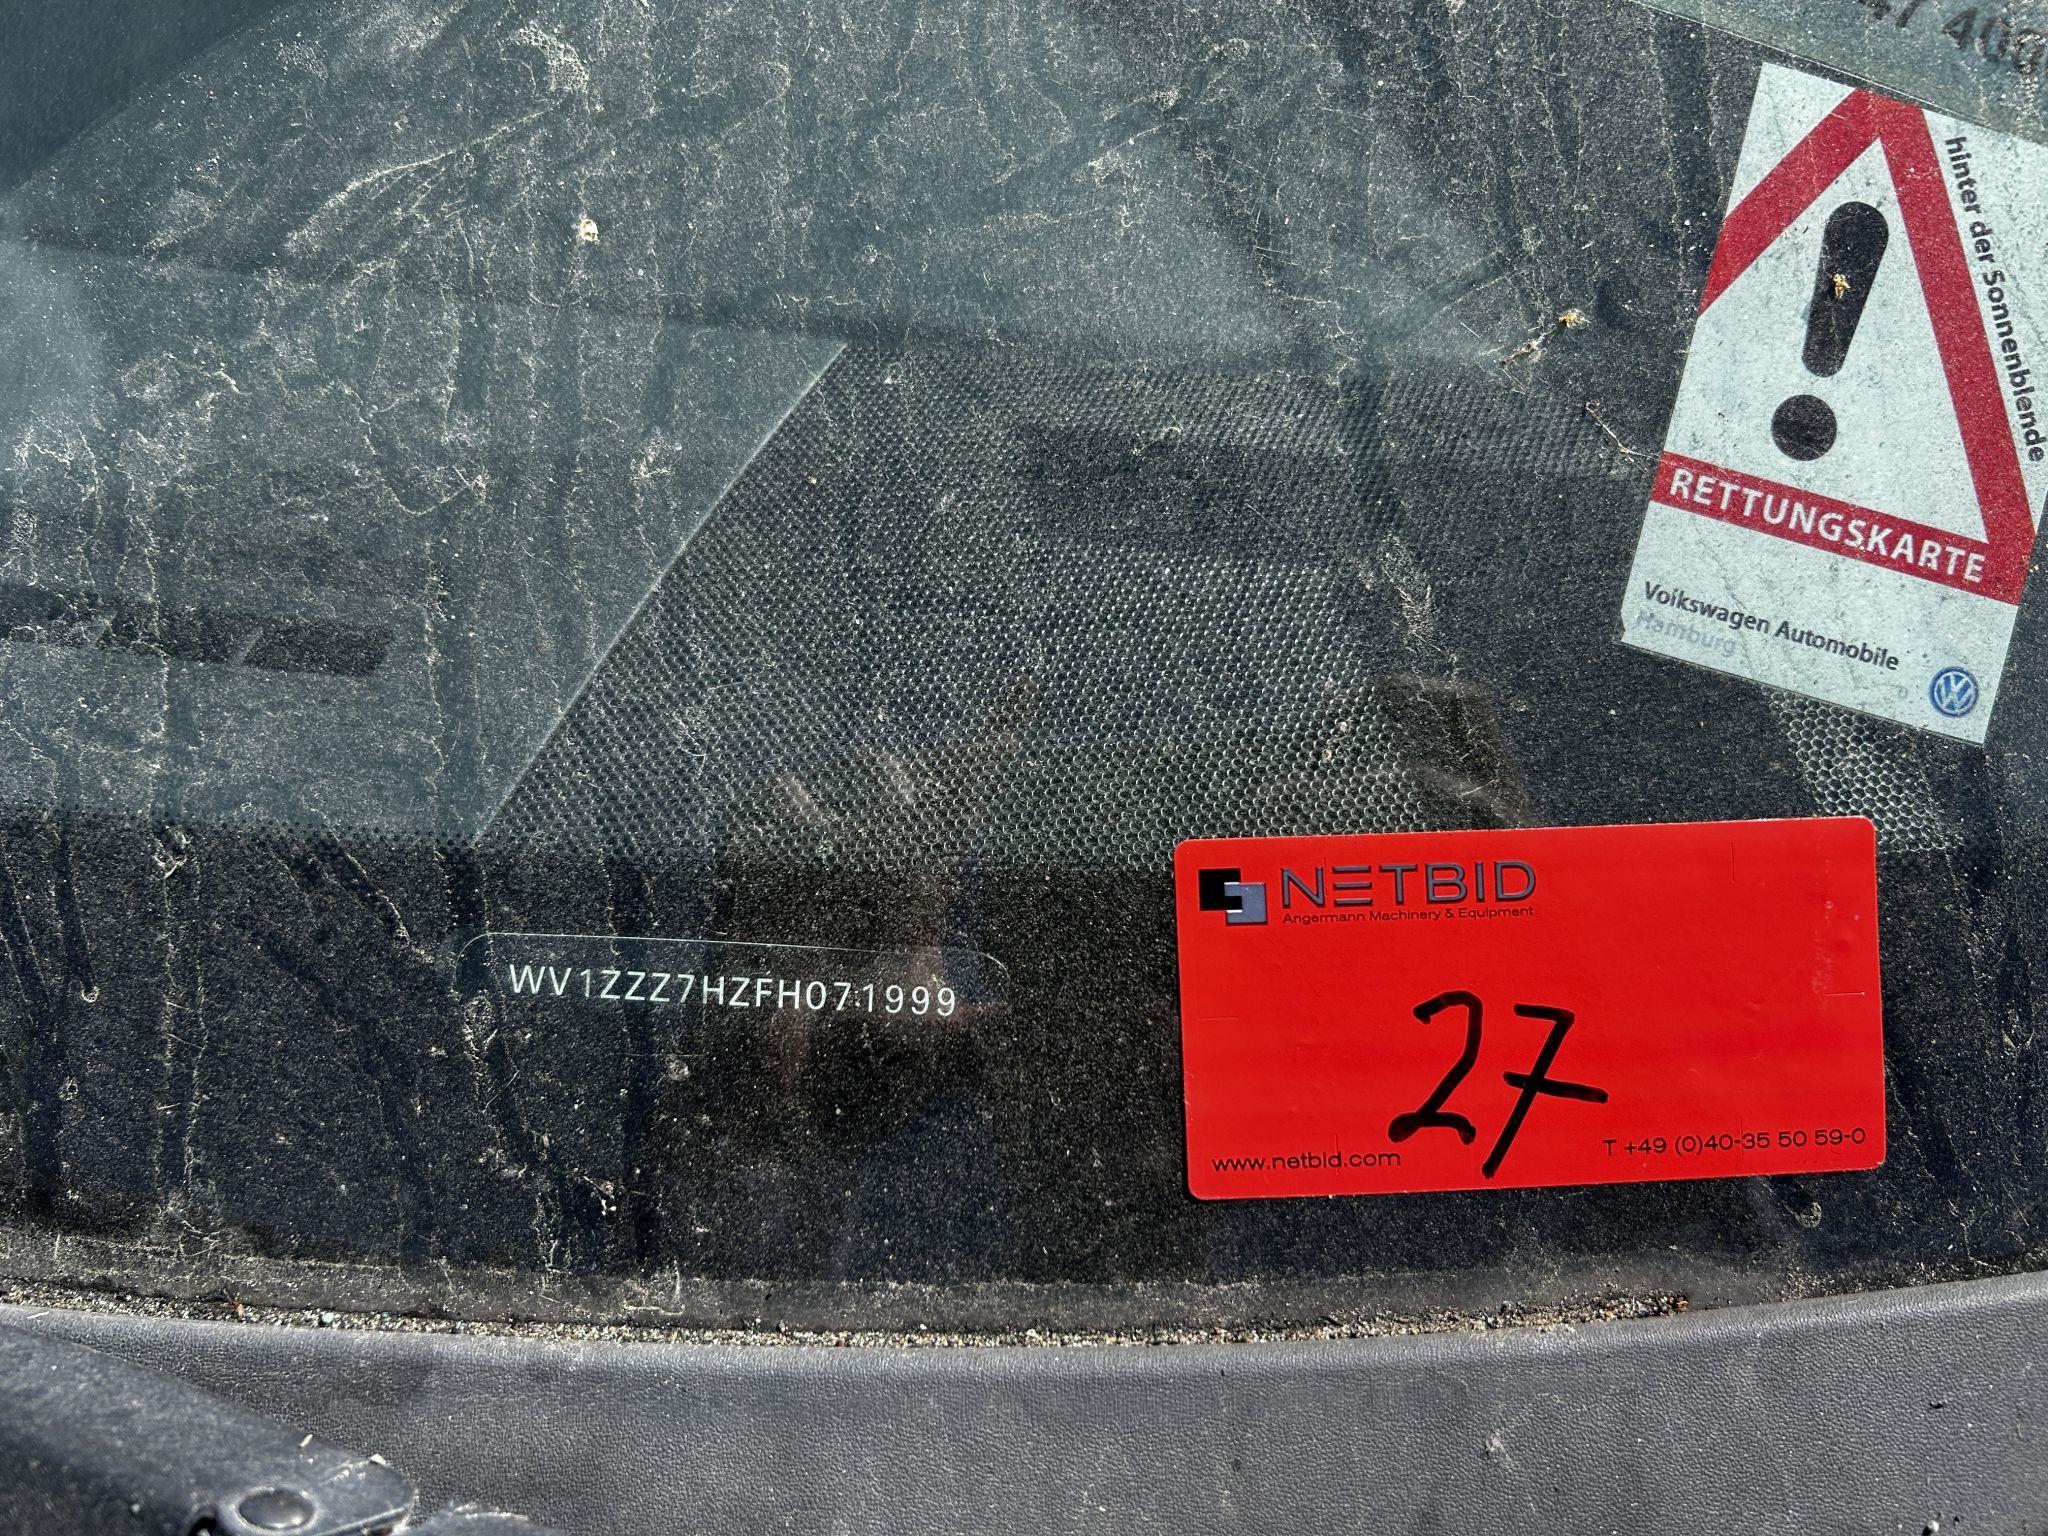 hinter der Sonnenblende
RETTUNGSKARTE
Volkswagen Automobile
Hamburg
NETBID
Angermann Machinery & Equipment
WV1ZZZ7HZFH071999
27
www.netbid.com
T +49 (0)40-35 50 59-0